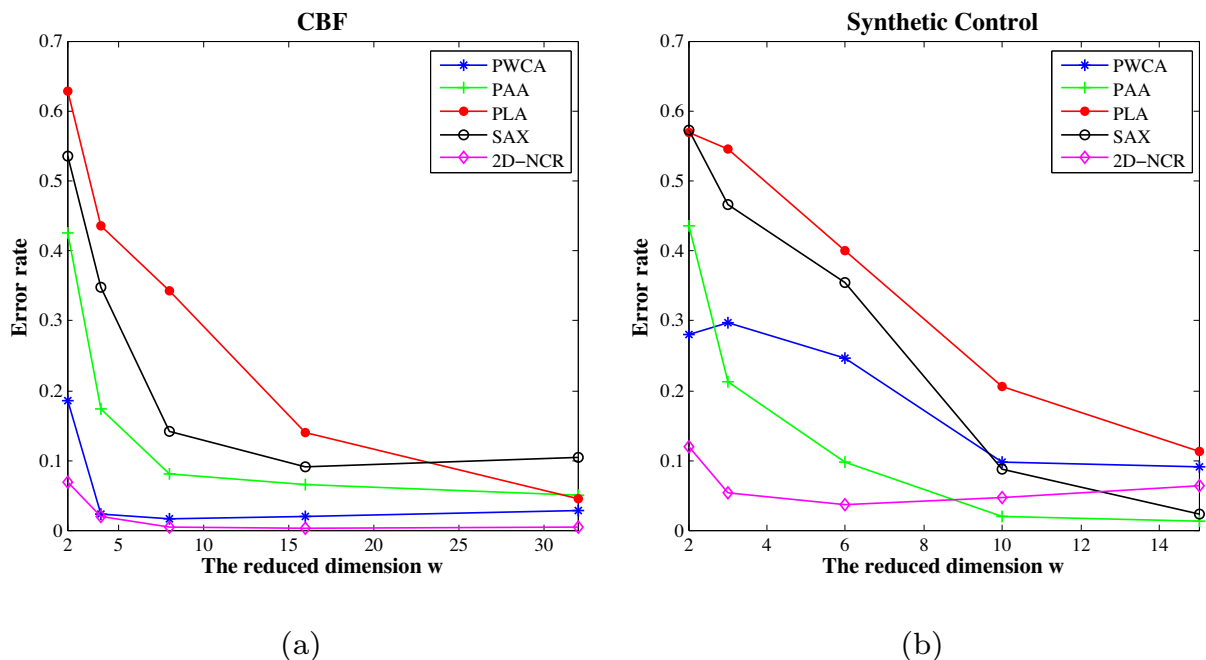 CBF
0.7
0.6
0.5
0.4
0.3
0.2
0.1
0
2 5 10 15 20 25 30
Error rate
The reduced dimension w
PWCA
PAA
PLA
SAX
2D-NCR
(a)
Synthetic Control
0.7
0.6
0.5
0.4
0.3
0.2
0.1
0
2 4 6 8 10 12 14
Error rate
The reduced dimension w
PWCA
PAA
PLA
SAX
2D-NCR
(b)